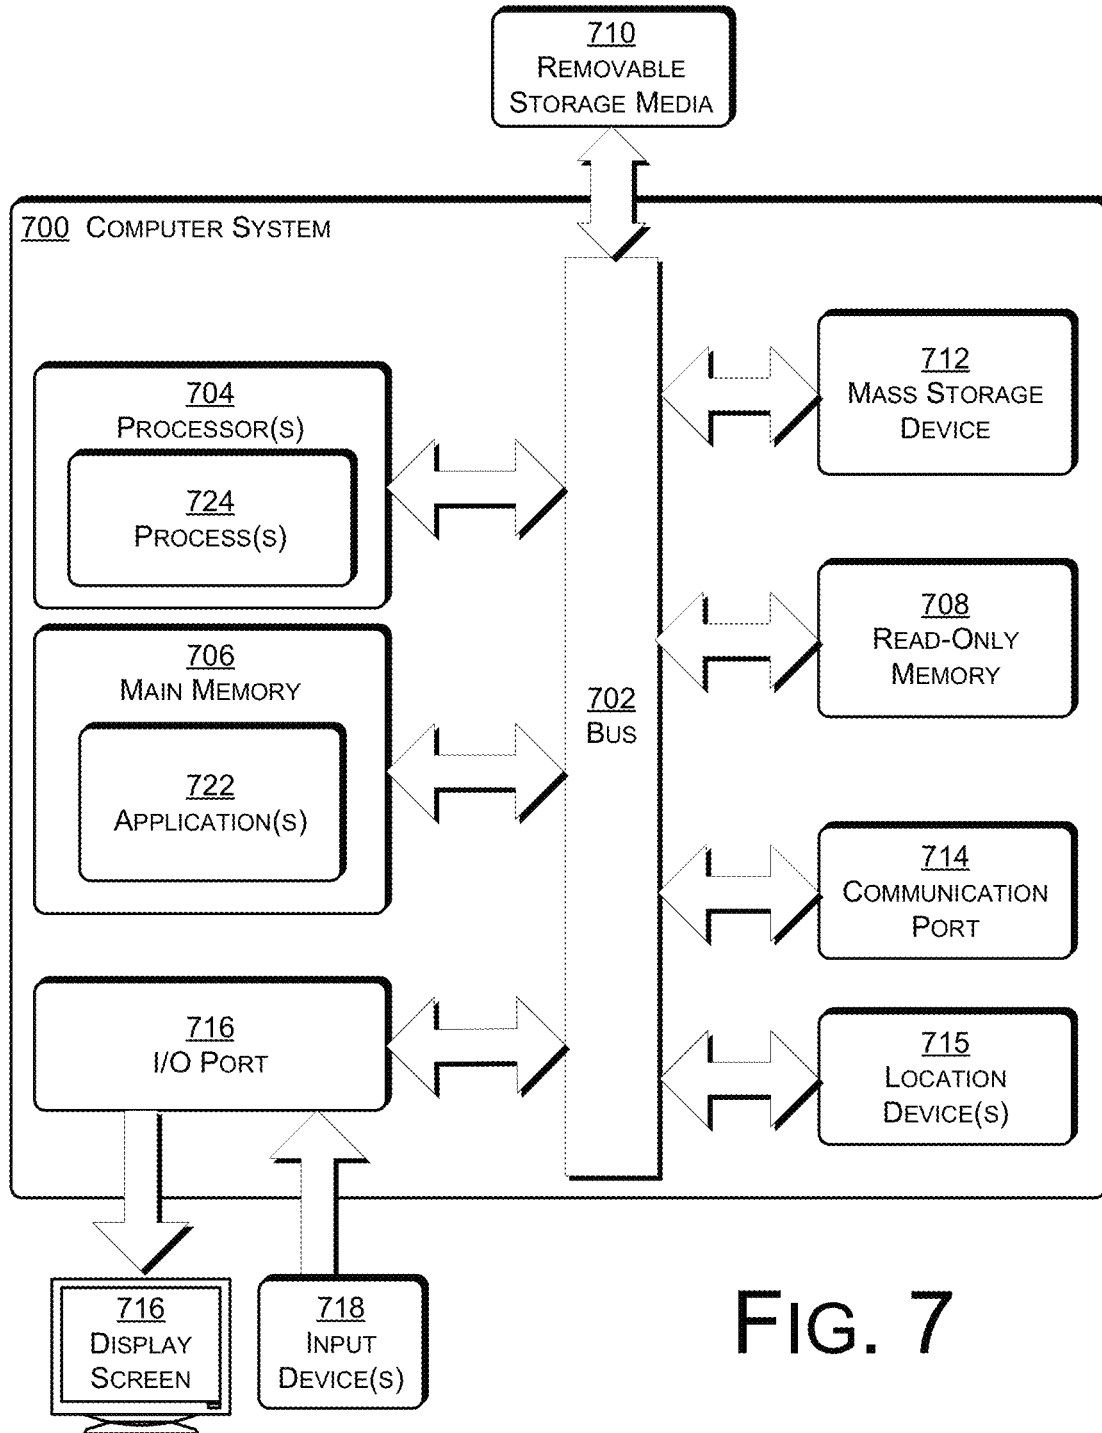 710
REMOVABLE
STORAGE MEDIA
700 COMPUTER SYSTEM
704
PROCESSOR(S)
724
PROCESS(S)
706
MAIN MEMORY
722
APPLICATION(S)
716
I/O PORT
702
BUS
712
MASS STORAGE
DEVICE
708
READ-ONLY
MEMORY
714
COMMUNICATION
PORT
715
LOCATION
DEVICE(S)
716
DISPLAY
SCREEN
718
INPUT
DEVICE(S)
FIG. 7